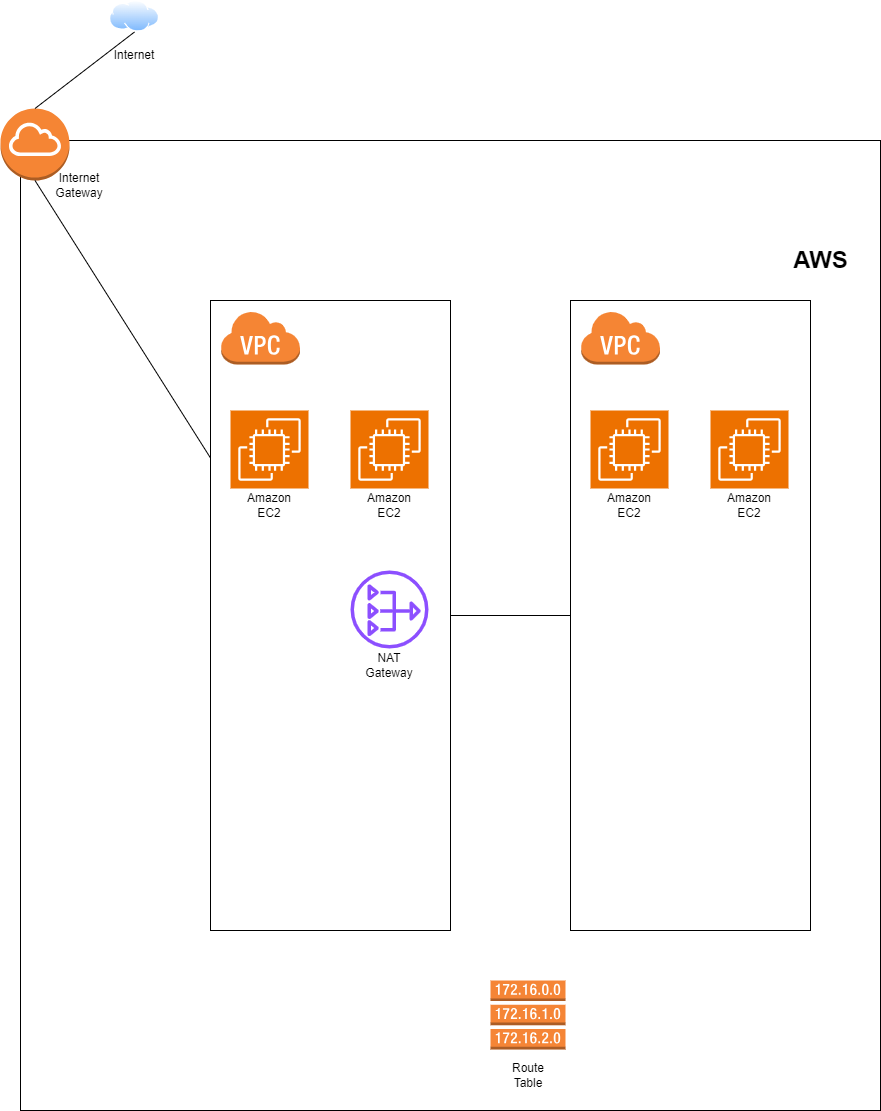 Internet
Internet
Gateway
AWS
VPC
VPC
Amazon
EC2
Amazon
EC2
Amazon
EC2
Amazon
EC2
NAT
Gateway
172.16.0.0
172.16.1.0
172.16.2.0
Route
Table